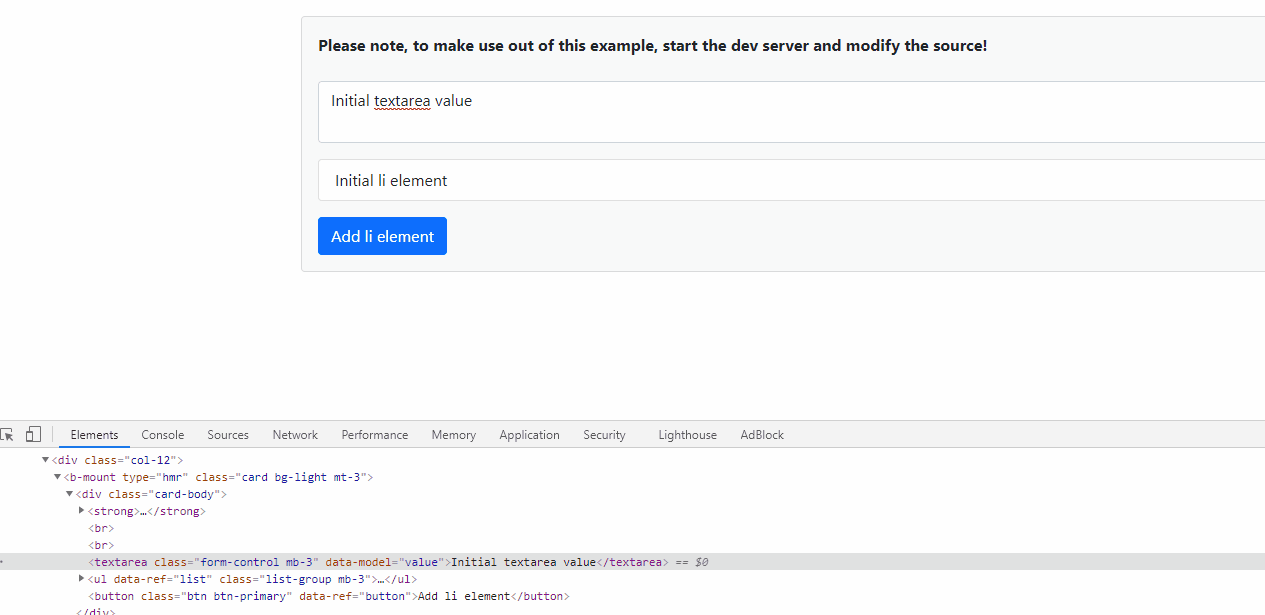 Please note, to make use out of this example, start the dev server and modify the source!
Initial textarea value
Initial li element
Add li element
Elements Console Sources Network Performance Memory Application Security Lighthouse AdBlock
<div class="col-12">
<b-mount type="hmr" class="card bg-light mt-3">
<div class="card-body">
<strong>…</strong>
<br>
<br>
<textarea class="form-control mb-3" data-model="value">Initial textarea value</textarea> == $0
<ul data-ref="list" class="list-group mb-3">…</ul>
<button class="btn btn-primary" data-ref="button">Add li element</button>
</div>